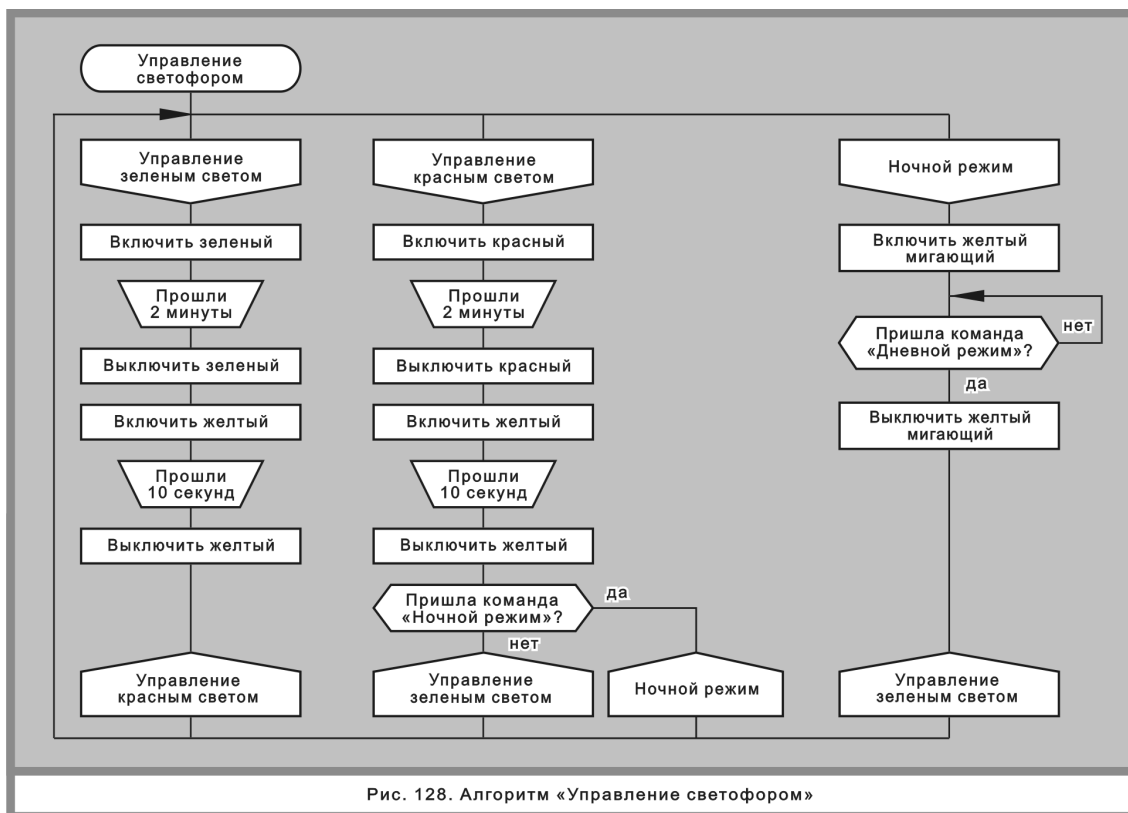 Управление
светофором
Управление
зеленым светом
Включить зеленый
Прошли
2 минуты
Выключить зеленый
Включить желтый
Прошли
10 секунд
Выключить желтый
Управление
красным светом
Управление
красным светом
Включить красный
Прошли
2 минуты
Выключить красный
Включить желтый
Прошли
10 секунд
Выключить желтый
Пришла команда
«Ночной режим»?
да
нет
Управление
зеленым светом
Ночной режим
Ночной режим
Включить желтый
мигающий
Пришла команда
«Дневной режим»?
нет
да
Выключить желтый
мигающий
Управление
зеленым светом
Рис. 128. Алгоритм «Управление светофором»